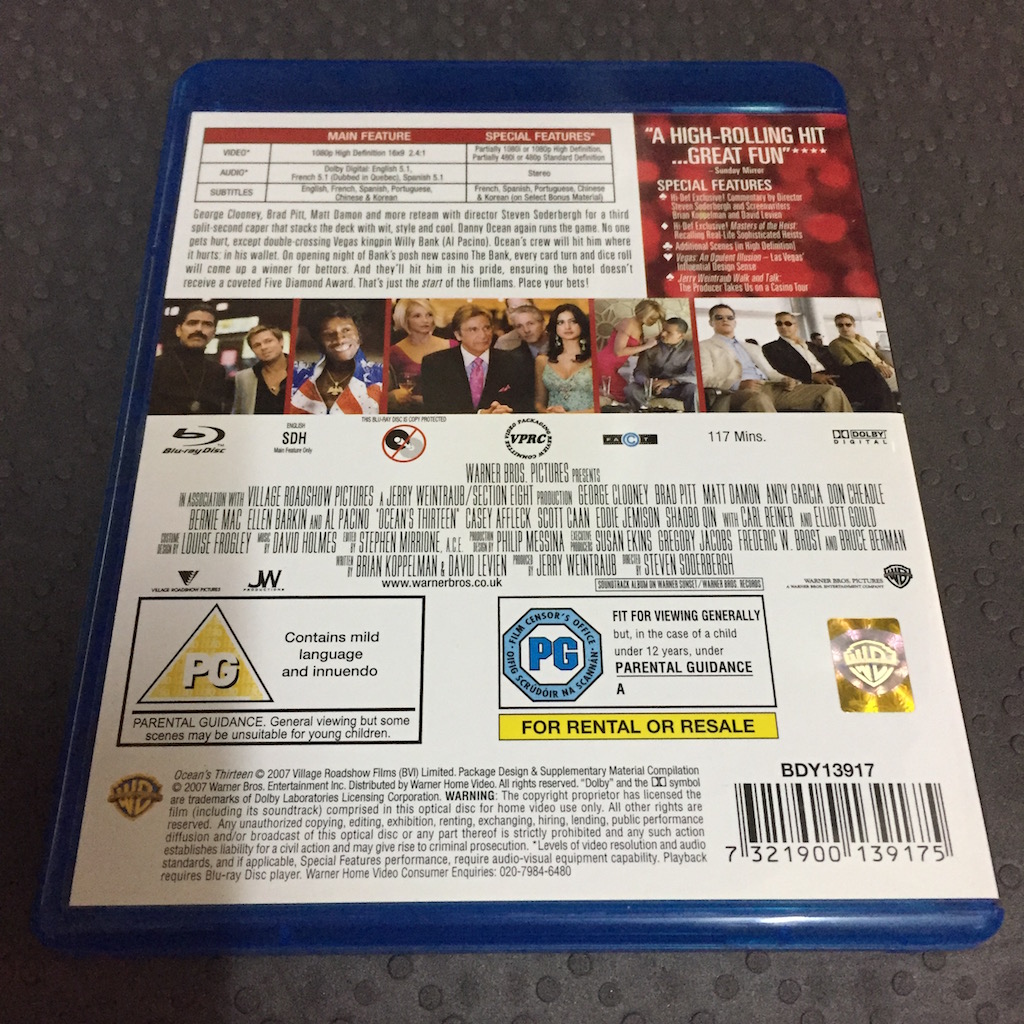 MAIN FEATURE SPECIAL FEATURES*
VIDEO* 1080p High Definition 16x9 2.4:1 Partially 1080i or 1080p High Definition,
Partially 480i or 480p Standard Definition
AUDIO* Dolby Digital: English 5.1,
French 5.1 (Dubbed in Quebec), Spanish 5.1 Stereo
SUBTITLES English, French, Spanish, Portuguese,
Chinese & Korean French, Spanish, Portuguese, Chinese
& Korean (on Select Bonus Material)
George Clooney, Brad Pitt, Matt Damon and more reteam with director Steven Soderbergh for a third
split-second caper that stacks the deck with wit, style and cool. Danny Ocean again runs the game. No one
gets hurt, except double-crossing Vegas kingpin Willy Bank (Al Pacino). Ocean's crew will hit him where
it hurts: in his wallet. On opening night of Bank's posh new casino The Bank, every card turn and dice roll
will come up a winner for bettors. And they'll hit him in his pride, ensuring the hotel doesn't
receive a coveted Five Diamond Award. That's just the start of the flimflams. Place your bets!
"A HIGH-ROLLING HIT
...GREAT FUN" ****
- Sunday Mirror
SPECIAL FEATURES
♠ Hi-Def Exclusive! Commentary by Director
Steven Soderbergh and Screenwriters
Brian Koppelman and David Levien
♦ Hi-Def Exclusive! Masters of the Heist:
Recalling Real-Life Sophisticated Heists
♣ Additional Scenes (in High Definition)
♥ Vegas: An Opulent Illusion – Las Vegas'
Influential Design Sense
♠ Jerry Weintraub Walk and Talk:
The Producer Takes Us on a Casino Tour
Blu-ray Disc
ENGLISH
SDH
Main Feature Only
THIS BLU-RAY DISC IS COPY PROTECTED
VIDEO PACKAGING REVIEW COMMITTEE
VPRC
FACT
117 Mins.
DOLBY
DIGITAL
WARNER BROS. PICTURES PRESENTS
IN ASSOCIATION WITH VILLAGE ROADSHOW PICTURES A JERRY WEINTRAUB/SECTION EIGHT PRODUCTION GEORGE CLOONEY BRAD PITT MATT DAMON ANDY GARCIA DON CHEADLE
BERNIE MAC ELLEN BARKIN AND AL PACINO "OCEAN'S THIRTEEN" CASEY AFFLECK SCOTT CAAN EDDIE JEMISON SHAOBO QIN WITH CARL REINER AND ELLIOTT GOULD
COSTUME DESIGN BY LOUISE FROGLEY MUSIC BY DAVID HOLMES EDITED BY STEPHEN MIRRIONE, A.C.E. PRODUCTION DESIGN BY PHILIP MESSINA EXECUTIVE PRODUCERS SUSAN EKINS GREGORY JACOBS FREDERIC W. BROST AND BRUCE BERMAN
WRITTEN BY BRIAN KOPPELMAN & DAVID LEVIEN PRODUCED BY JERRY WEINTRAUB DIRECTED BY STEVEN SODERBERGH
www.warnerbros.co.uk
SOUNDTRACK ALBUM ON WARNER SUNSET/WARNER BROS. RECORDS
VILLAGE ROADSHOW PICTURES
JW
PRODUCTIONS
WARNER BROS. PICTURES
A WARNER BROS. ENTERTAINMENT COMPANY
PG
Contains mild
language
and innuendo
PARENTAL GUIDANCE. General viewing but some
scenes may be unsuitable for young children.
FILM CENSOR'S OFFICE
PG
OIFIG SCRÚDÓIR NA SCANNÁN
FIT FOR VIEWING GENERALLY
but, in the case of a child
under 12 years, under
PARENTAL GUIDANCE
A
FOR RENTAL OR RESALE
Ocean's Thirteen © 2007 Village Roadshow Films (BVI) Limited. Package Design & Supplementary Material Compilation
© 2007 Warner Bros. Entertainment Inc. Distributed by Warner Home Video. All rights reserved. "Dolby" and the DD symbol
are trademarks of Dolby Laboratories Licensing Corporation. WARNING: The copyright proprietor has licensed the
film (including its soundtrack) comprised in this optical disc for home video use only. All other rights are
reserved. Any unauthorized copying, editing, exhibition, renting, exchanging, hiring, lending, public performance
diffusion and/or broadcast of this optical disc or any part thereof is strictly prohibited and any such action
establishes liability for a civil action and may give rise to criminal prosecution. *Levels of video resolution and audio
standards, and if applicable, Special Features performance, require audio-visual equipment capability. Playback
requires Blu-ray Disc player. Warner Home Video Consumer Enquiries: 020-7984-6480
BDY13917
7 321900 139175